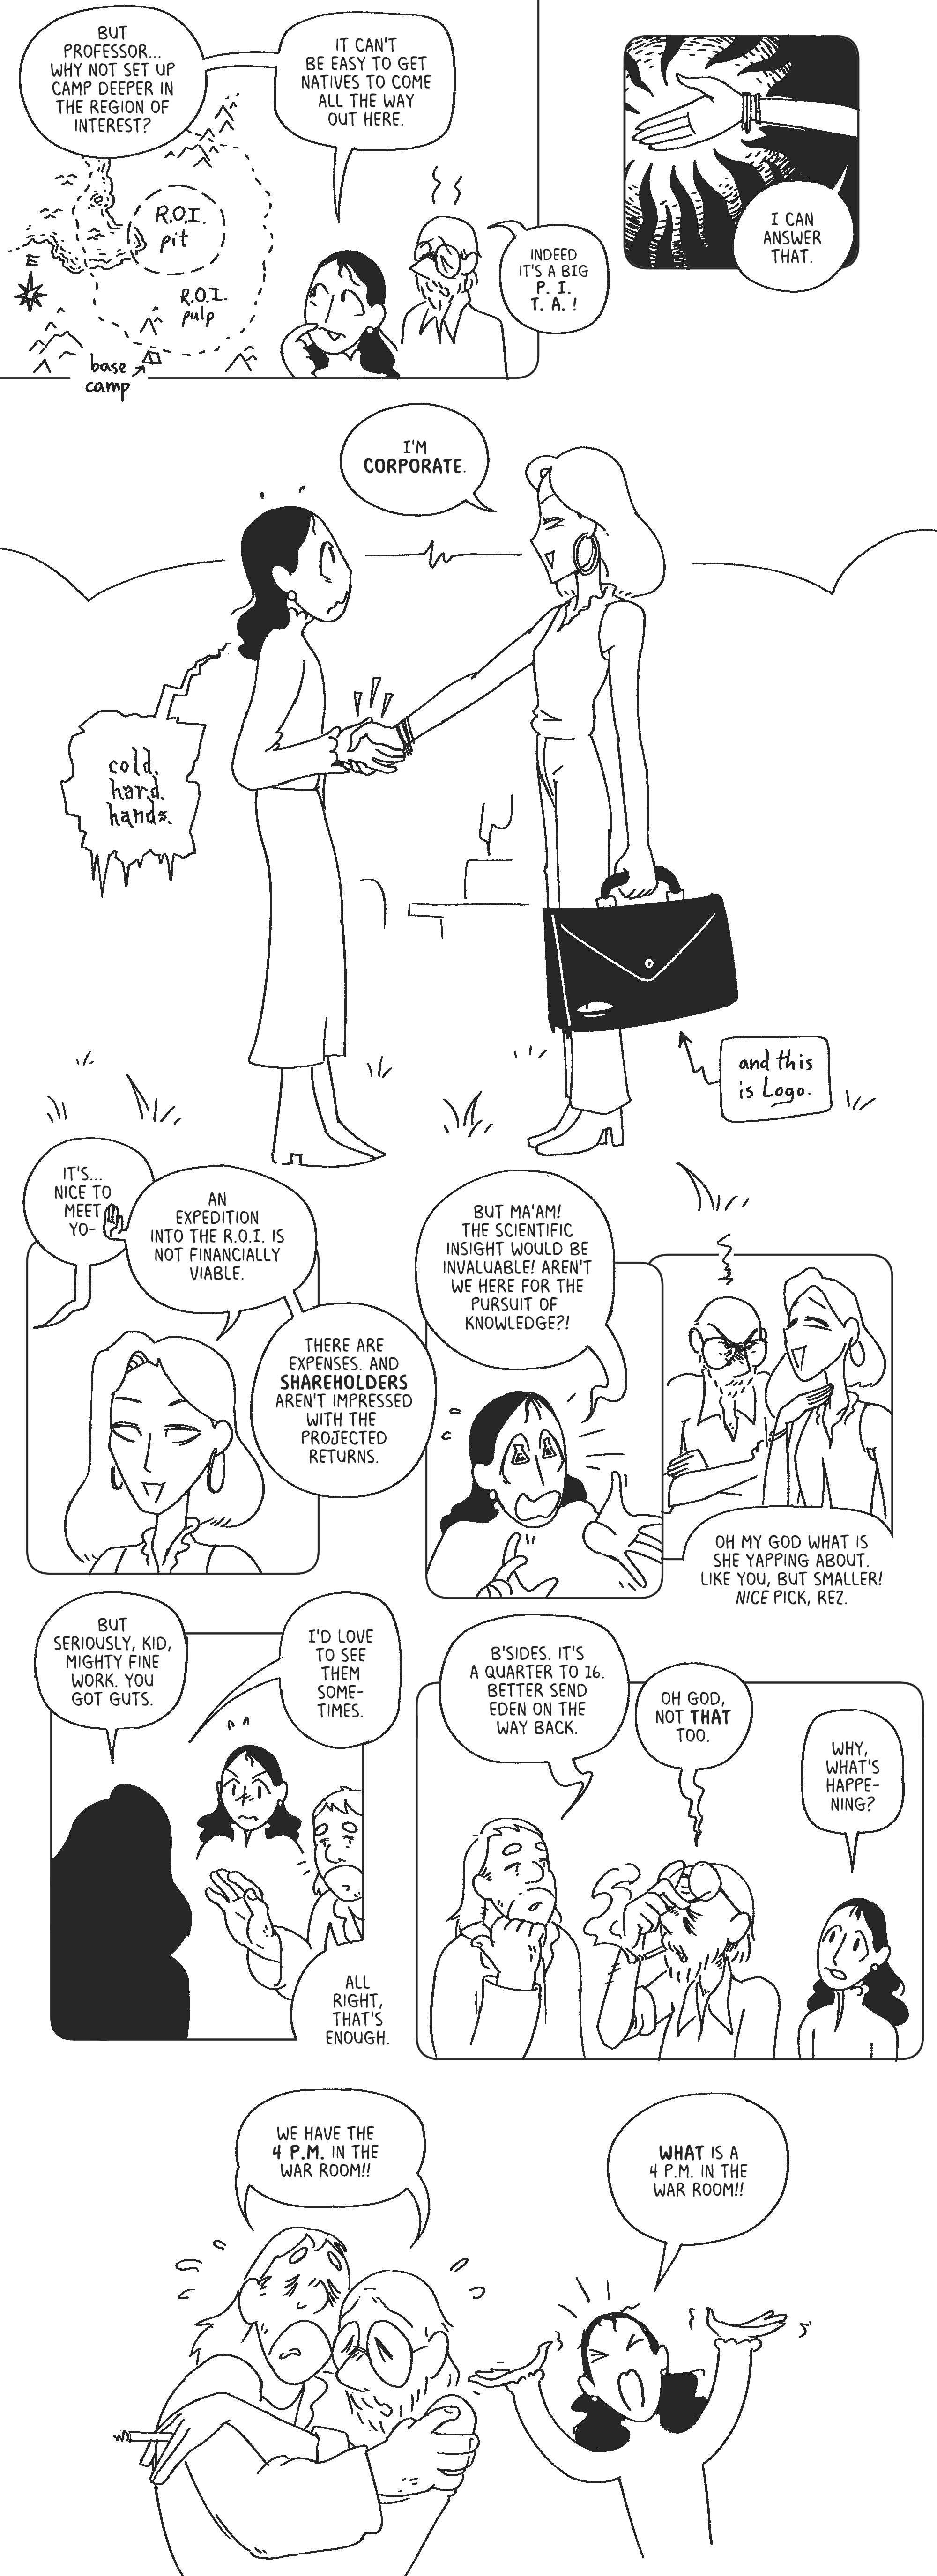 BUT
PROFESSOR...
WHY NOT SET UP
CAMP DEEPER IN
THE REGION OF
INTEREST?
IT CAN'T
BE EASY TO GET
NATIVES TO COME
ALL THE WAY
OUT HERE.
R.O.I.
pit
R.O.I.
pulp
E
base
camp
INDEED
IT'S A BIG
P. I.
T. A. !
I CAN
ANSWER
THAT.
I'M
CORPORATE.
cold.
hard.
hands.
and this
is Logo.
IT'S...
NICE TO
MEET
YO-
AN
EXPEDITION
INTO THE R.O.I. IS
NOT FINANCIALLY
VIABLE.
THERE ARE
EXPENSES. AND
SHAREHOLDERS
AREN'T IMPRESSED
WITH THE
PROJECTED
RETURNS.
BUT MA'AM!
THE SCIENTIFIC
INSIGHT WOULD BE
INVALUABLE! AREN'T
WE HERE FOR THE
PURSUIT OF
KNOWLEDGE?!
OH MY GOD WHAT IS
SHE YAPPING ABOUT.
LIKE YOU, BUT SMALLER!
NICE PICK, REZ.
BUT
SERIOUSLY, KID,
MIGHTY FINE
WORK. YOU
GOT GUTS.
I'D LOVE
TO SEE
THEM
SOME-
TIMES.
ALL
RIGHT,
THAT'S
ENOUGH.
B'SIDES. IT'S
A QUARTER TO 16.
BETTER SEND
EDEN ON THE
WAY BACK.
OH GOD,
NOT THAT
TOO.
WHY,
WHAT'S
HAPPE-
NING?
WE HAVE THE
4 P.M. IN THE
WAR ROOM!!
WHAT IS A
4 P.M. IN THE
WAR ROOM!!